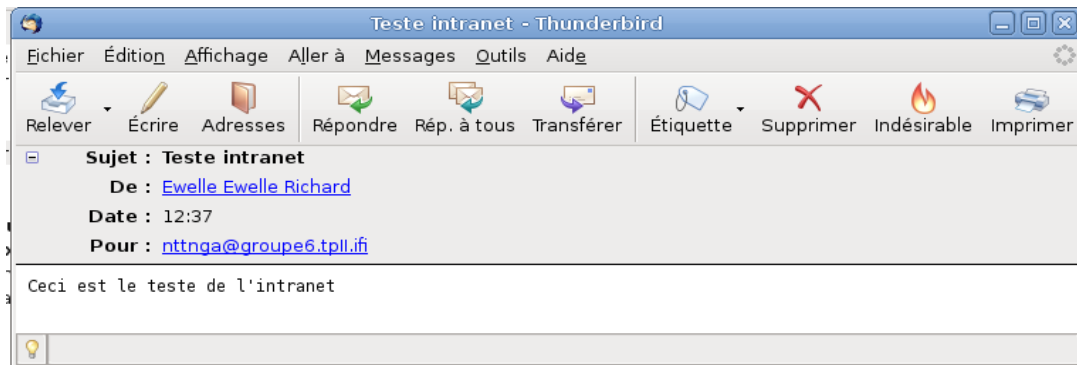 Teste intranet - Thunderbird
Fichier Édition Affichage Aller à Messages Outils Aide
Relever Écrire Adresses Répondre Rép. à tous Transférer Étiquette Supprimer Indésirable Imprimer
Sujet : Teste intranet
De : Ewelle Ewelle Richard
Date : 12:37
Pour : nttnga@groupe6.tpII.ifi
Ceci est le teste de l'intranet